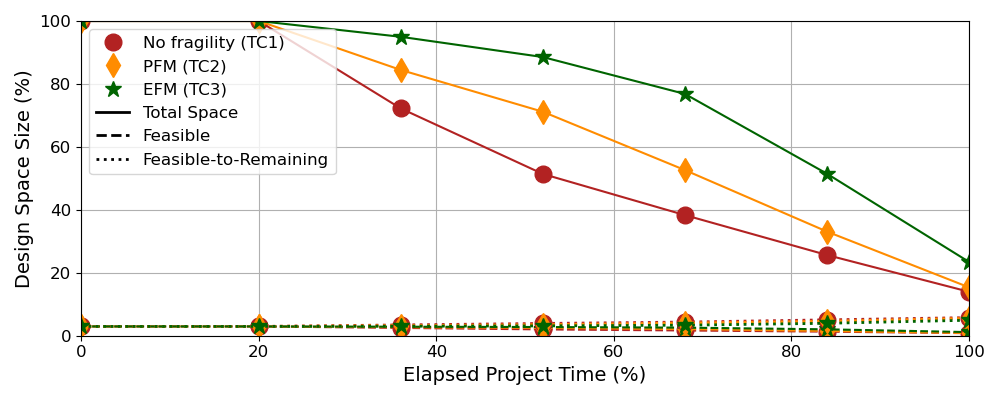 100
80
60
40
20
0
Design Space Size (%)
No fragility (TC1)
PFM (TC2)
EFM (TC3)
Total Space
Feasible
Feasible-to-Remaining
0
20
40
60
80
100
Elapsed Project Time (%)